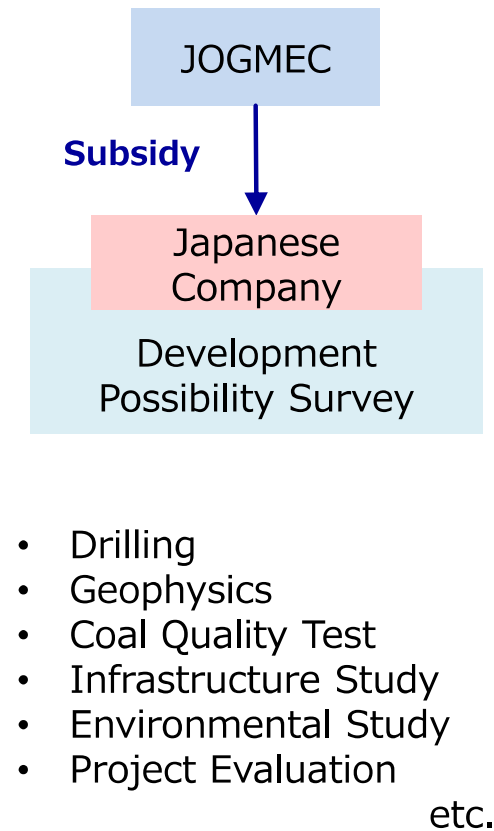 JOGMEC
Subsidy
Japanese
Company
Development
Possibility Survey
• Drilling
• Geophysics
• Coal Quality Test
• Infrastructure Study
• Environmental Study
• Project Evaluation
etc.